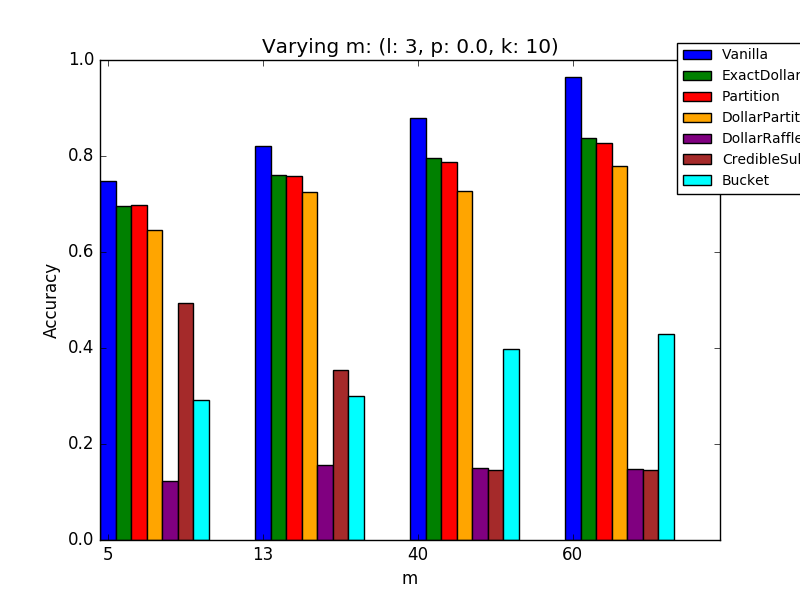 Varying m: (l: 3, p: 0.0, k: 10)
Vanilla
ExactDollar
Partition
DollarPartit
DollarRaffle
CredibleSu
Bucket
1.0
0.8
0.6
0.4
0.2
0.0
Accuracy
5 13 40 60
m